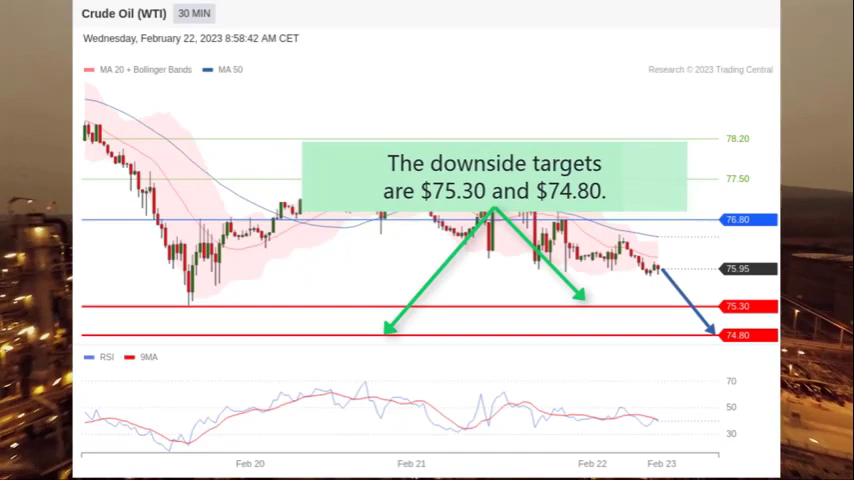 Crude Oil (WTI) 30 MIN
Wednesday, February 22, 2023 8:58:42 AM CET
MA 20 + Bollinger Bands MA 50
Research © 2023 Trading Central
78.20
The downside targets
are $75.30 and $74.80.
77.50
76.80
75.95
75.30
74.80
RSI 9MA
70
50
30
Feb 20 Feb 21 Feb 22 Feb 23